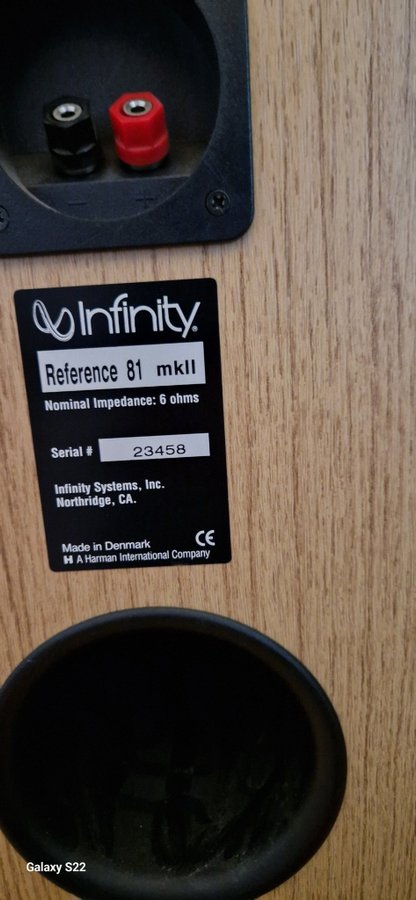 − +
Infinity®
Reference 81 mkII
Nominal Impedance: 6 ohms
Serial # 23458
Infinity Systems, Inc.
Northridge, CA.
Made in Denmark CE
H A Harman International Company
Galaxy S22